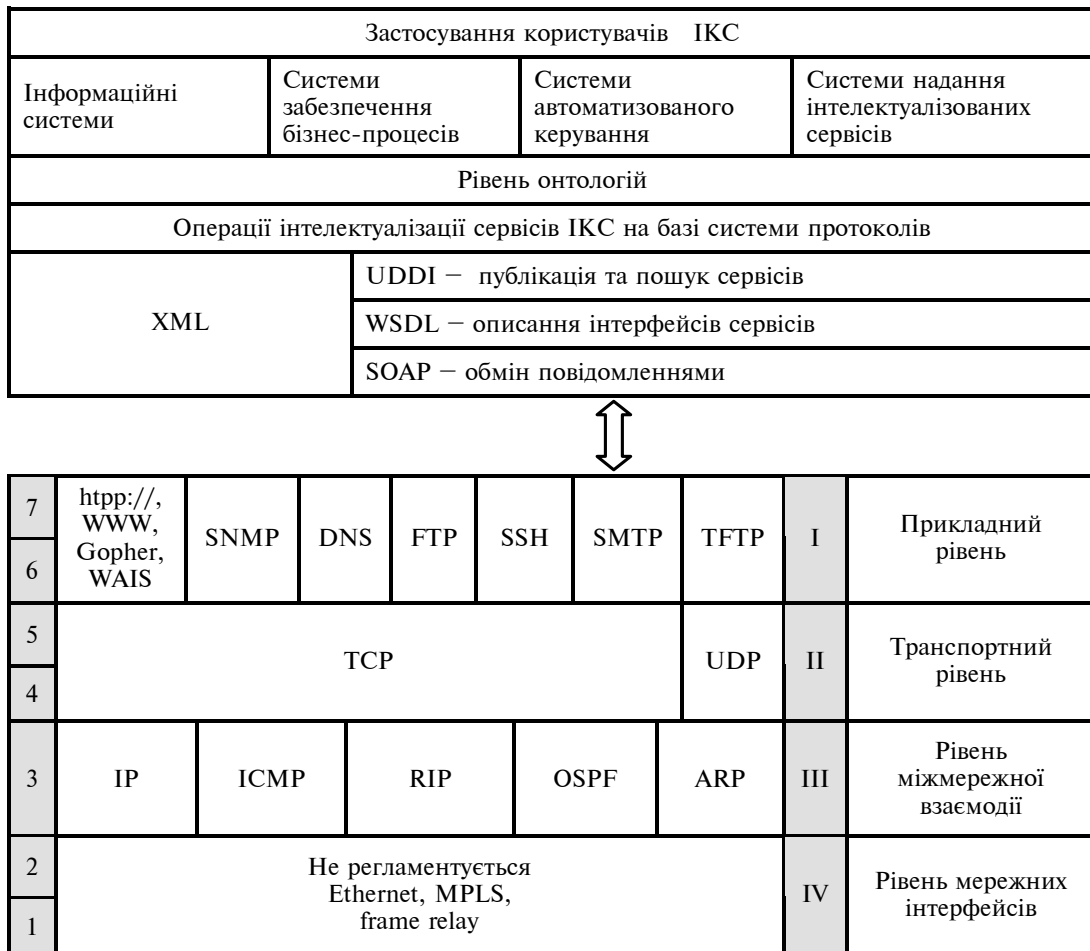 Застосування користувачів ІКС
Інформаційні
системи
Системи
забезпечення
бізнес-процесів
Системи
автоматизованого
керування
Системи надання
інтелектуалізованих
сервісів
Рівень онтологій
Операції інтелектуалізації сервісів ІКС на базі системи протоколів
XML
UDDI – публікація та пошук сервісів
WSDL – описання інтерфейсів сервісів
SOAP – обмін повідомленнями
7
6
htpp://,
WWW,
Gopher,
WAIS
SNMP
DNS
FTP
SSH
SMTP
TFTP
I
Прикладний
рівень
5
4
TCP
UDP
II
Транспортний
рівень
3
IP
ICMP
RIP
OSPF
ARP
III
Рівень
міжмережної
взаємодії
2
1
Не регламентується
Ethernet, MPLS,
frame relay
IV
Рівень мережних
інтерфейсів